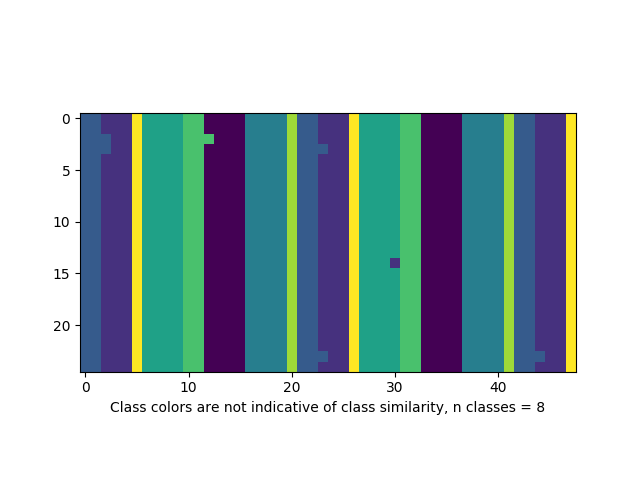 0
5
10
15
20
0 10 20 30 40
Class colors are not indicative of class similarity, n classes = 8